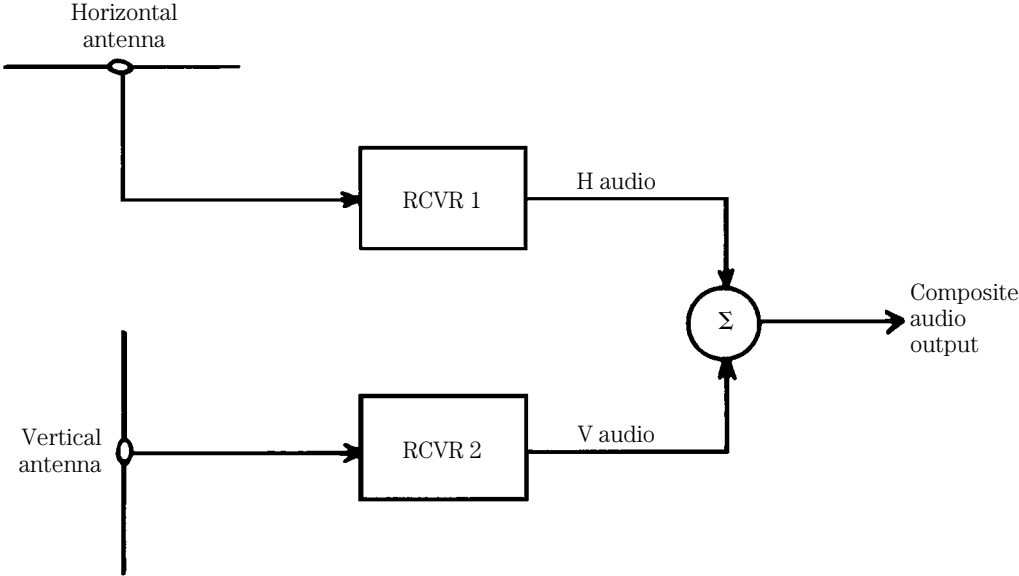 Horizontal
antenna
RCVR 1
H audio
Σ
Composite
audio
output
Vertical
antenna
RCVR 2
V audio